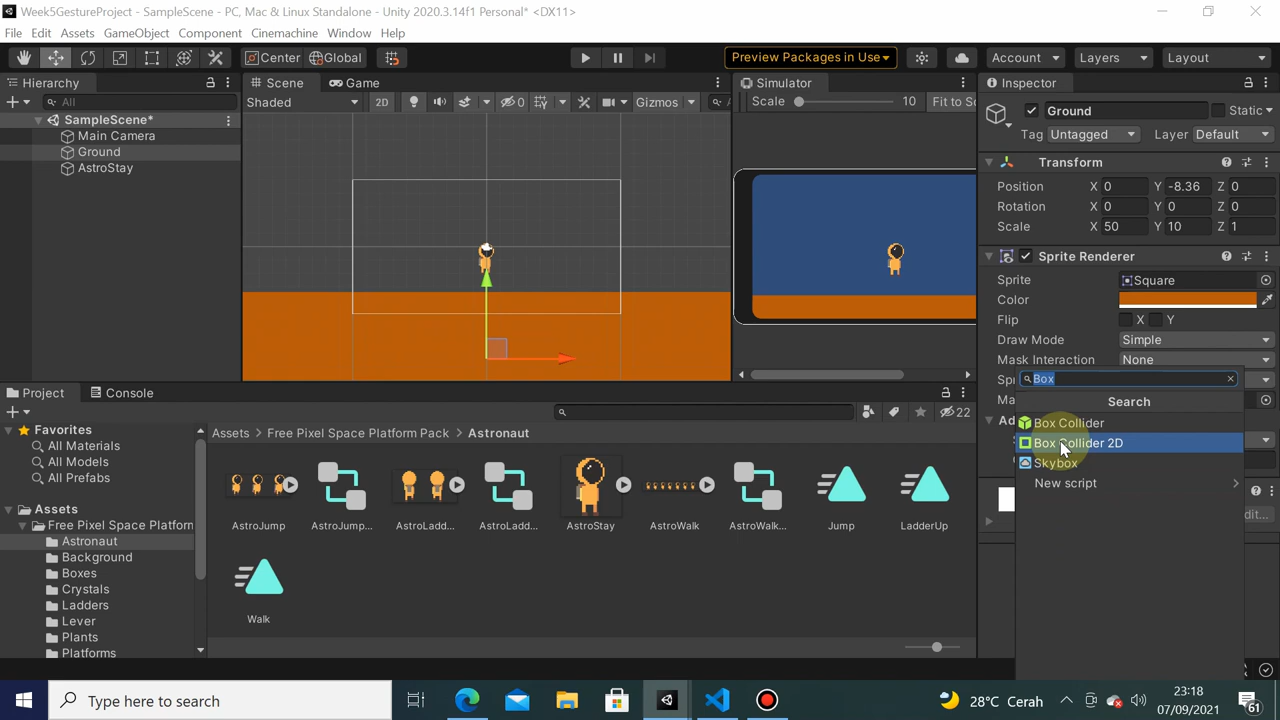 Week5GestureProject - SampleScene - PC, Mac & Linux Standalone - Unity 2020.3.14f1 Personal* <DX11>
File Edit Assets GameObject Component Cinemachine Window Help
Center Global Preview Packages in Use Account Layers Layout
Hierarchy
All
SampleScene*
Main Camera
Ground
AstroStay
Scene Game
Shaded 2D 0 Gizmos
Simulator
Scale 10 Fit to Sc
Inspector
Ground Static
Tag Untagged Layer Default
Transform
Position X 0 Y -8.36 Z 0
Rotation X 0 Y 0 Z 0
Scale X 50 Y 10 Z 1
Sprite Renderer
Sprite Square
Color
Flip X Y
Draw Mode Simple
Mask Interaction None
Box
Search
Box Collider
Box Collider 2D
Skybox
New script
Project Console
22
Favorites
All Materials
All Models
All Prefabs
Assets
Free Pixel Space Platform
Astronaut
Background
Boxes
Crystals
Ladders
Lever
Plants
Platforms
Assets > Free Pixel Space Platform Pack > Astronaut
AstroJump AstroJump... AstroLadd... AstroLadd... AstroStay AstroWalk AstroWalk... Jump LadderUp
Walk
Type here to search
28°C Cerah
23:18
07/09/2021
61